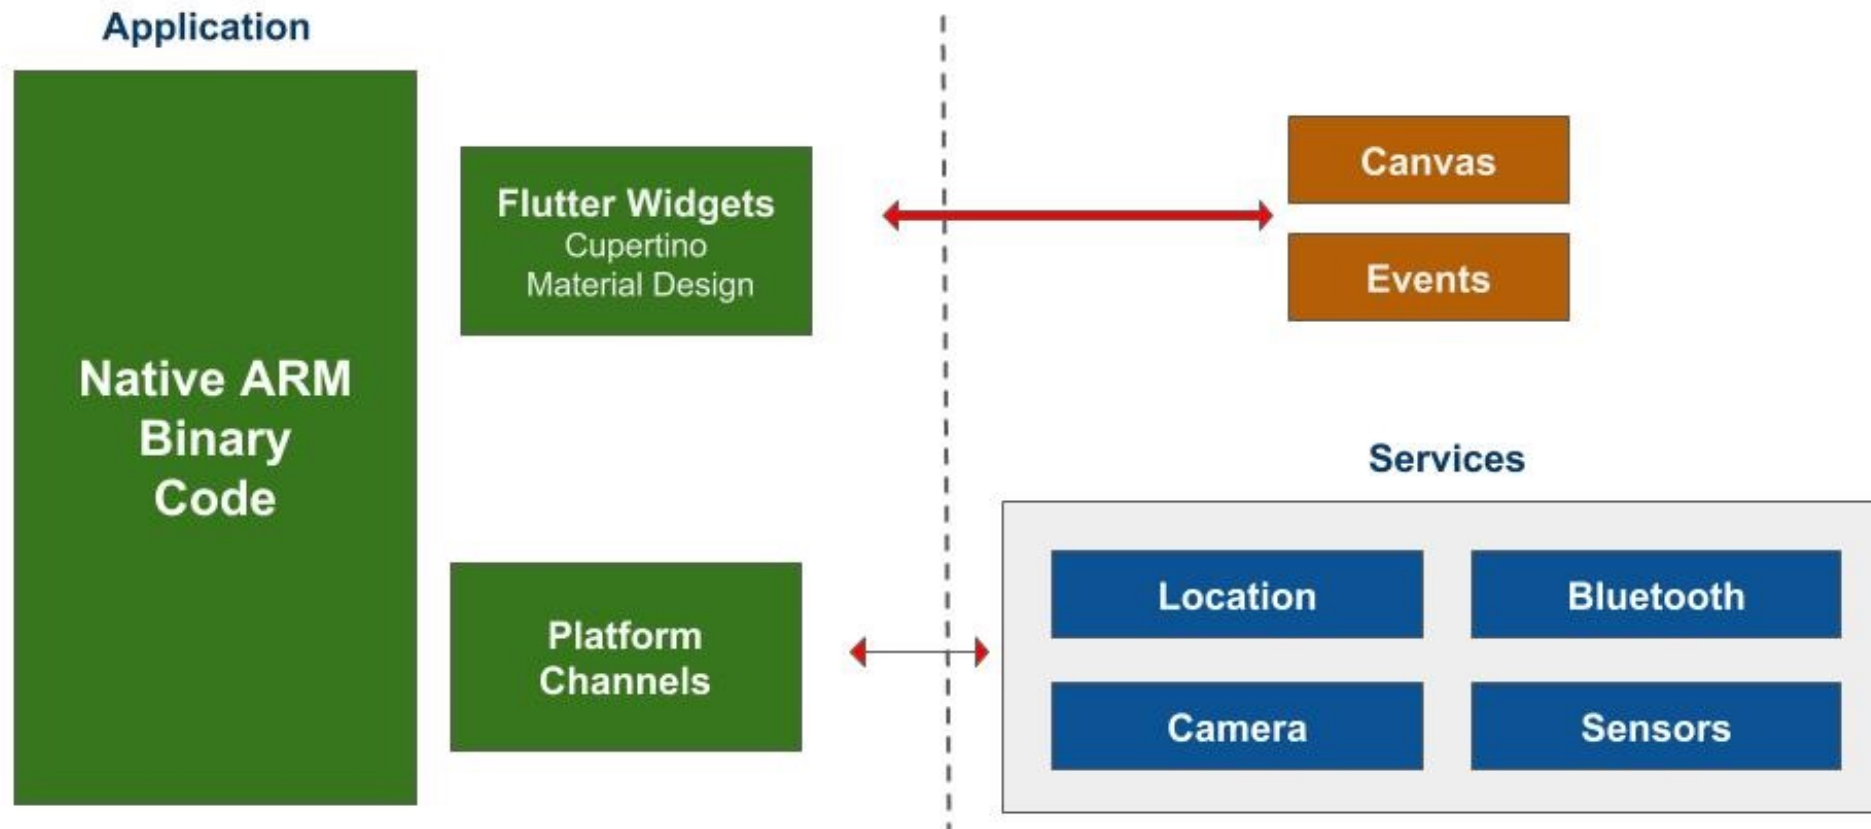 Application
Native ARM
Binary
Code
Flutter Widgets
Cupertino
Material Design
Platform
Channels
Canvas
Events
Services
Location
Bluetooth
Camera
Sensors